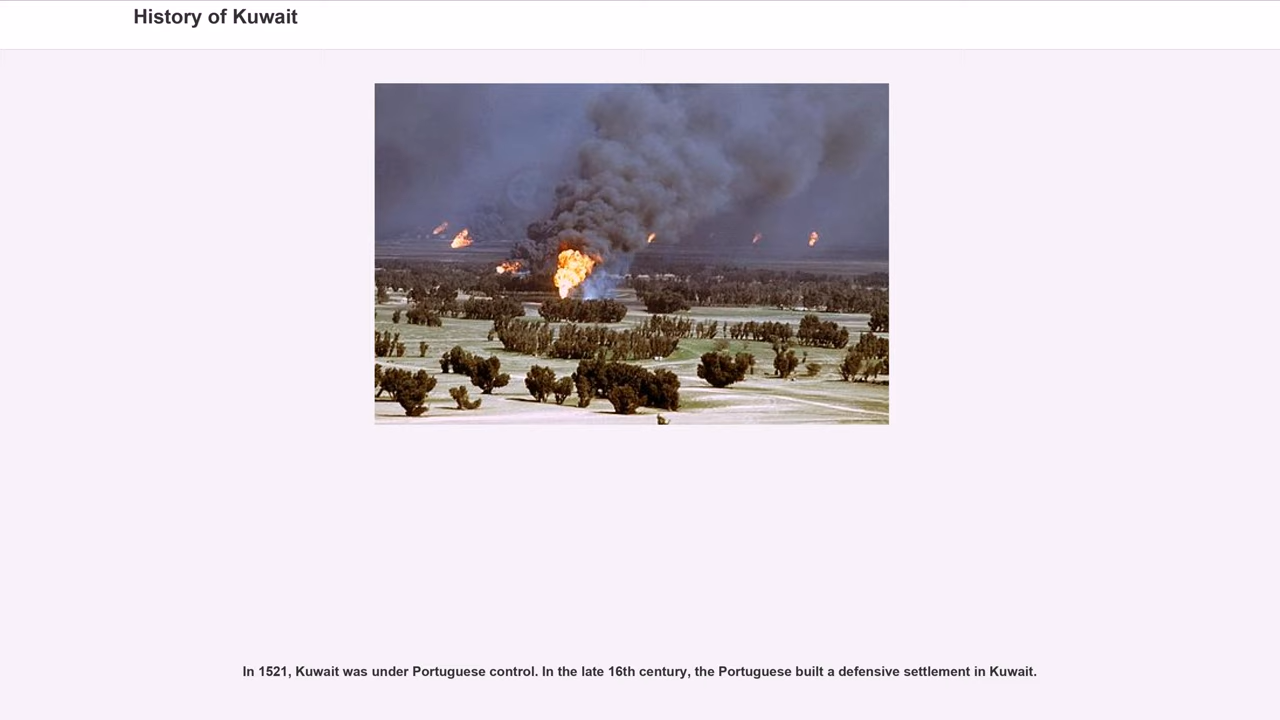 History of Kuwait
In 1521, Kuwait was under Portuguese control. In the late 16th century, the Portuguese built a defensive settlement in Kuwait.